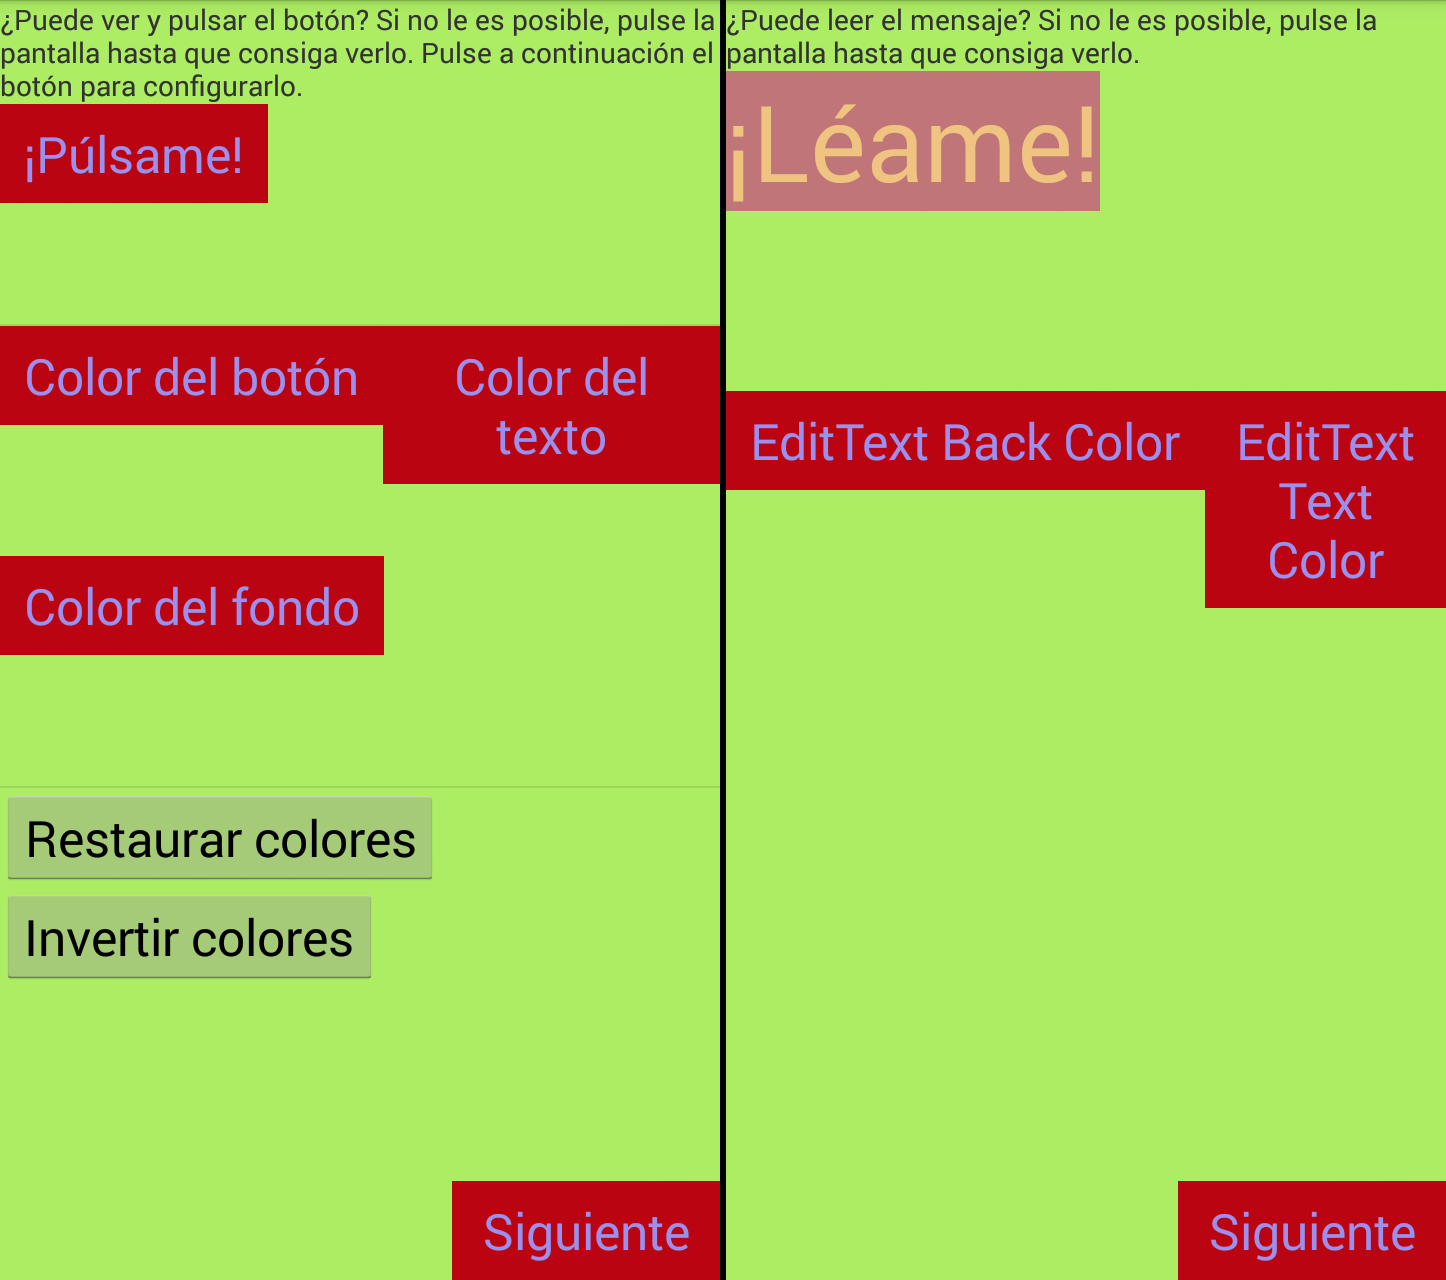 ¿Puede ver y pulsar el botón? Si no le es posible, pulse la
pantalla hasta que consiga verlo. Pulse a continuación el
botón para configurarlo.
¡Púlsame!
Color del botón
Color del
texto
Color del fondo
Restaurar colores
Invertir colores
Siguiente
¿Puede leer el mensaje? Si no le es posible, pulse la
pantalla hasta que consiga verlo.
¡Léame!
EditText Back Color
EditText
Text
Color
Siguiente